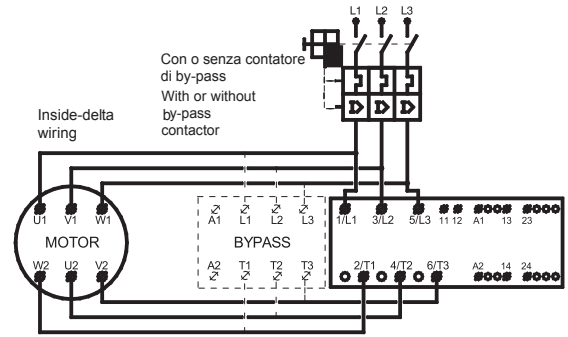 L1 L2 L3
Con o senza contatore
di by-pass
With or without
by-pass
contactor
Inside-delta
wiring
U1 V1 W1
MOTOR
W2 U2 V2
A1 L1 L2 L3
BYPASS
A2 T1 T2 T3
1/L1 3/L2 5/L3 11 12 A1 13 23
2/T1 4/T2 6/T3 A2 14 24